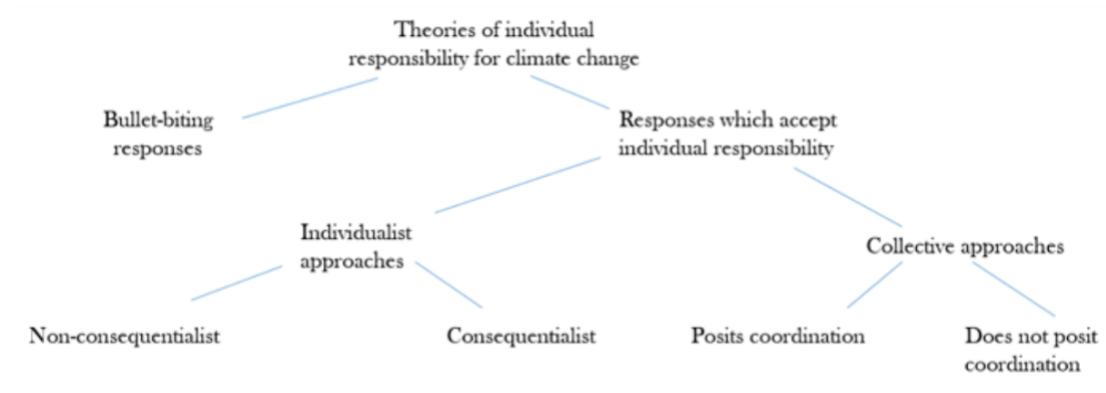 Theories of individual
responsibility for climate change
Bullet-biting
responses
Responses which accept
individual responsibility
Individualist
approaches
Collective approaches
Non-consequentialist
Consequentialist
Posits coordination
Does not posit
coordination